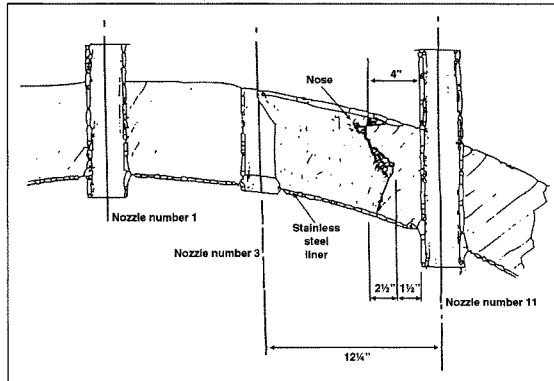 4"
Nose
Nozzle number 1
Nozzle number 3
Stainless
steel
liner
2½"
1½"
Nozzle number 11
12¼"